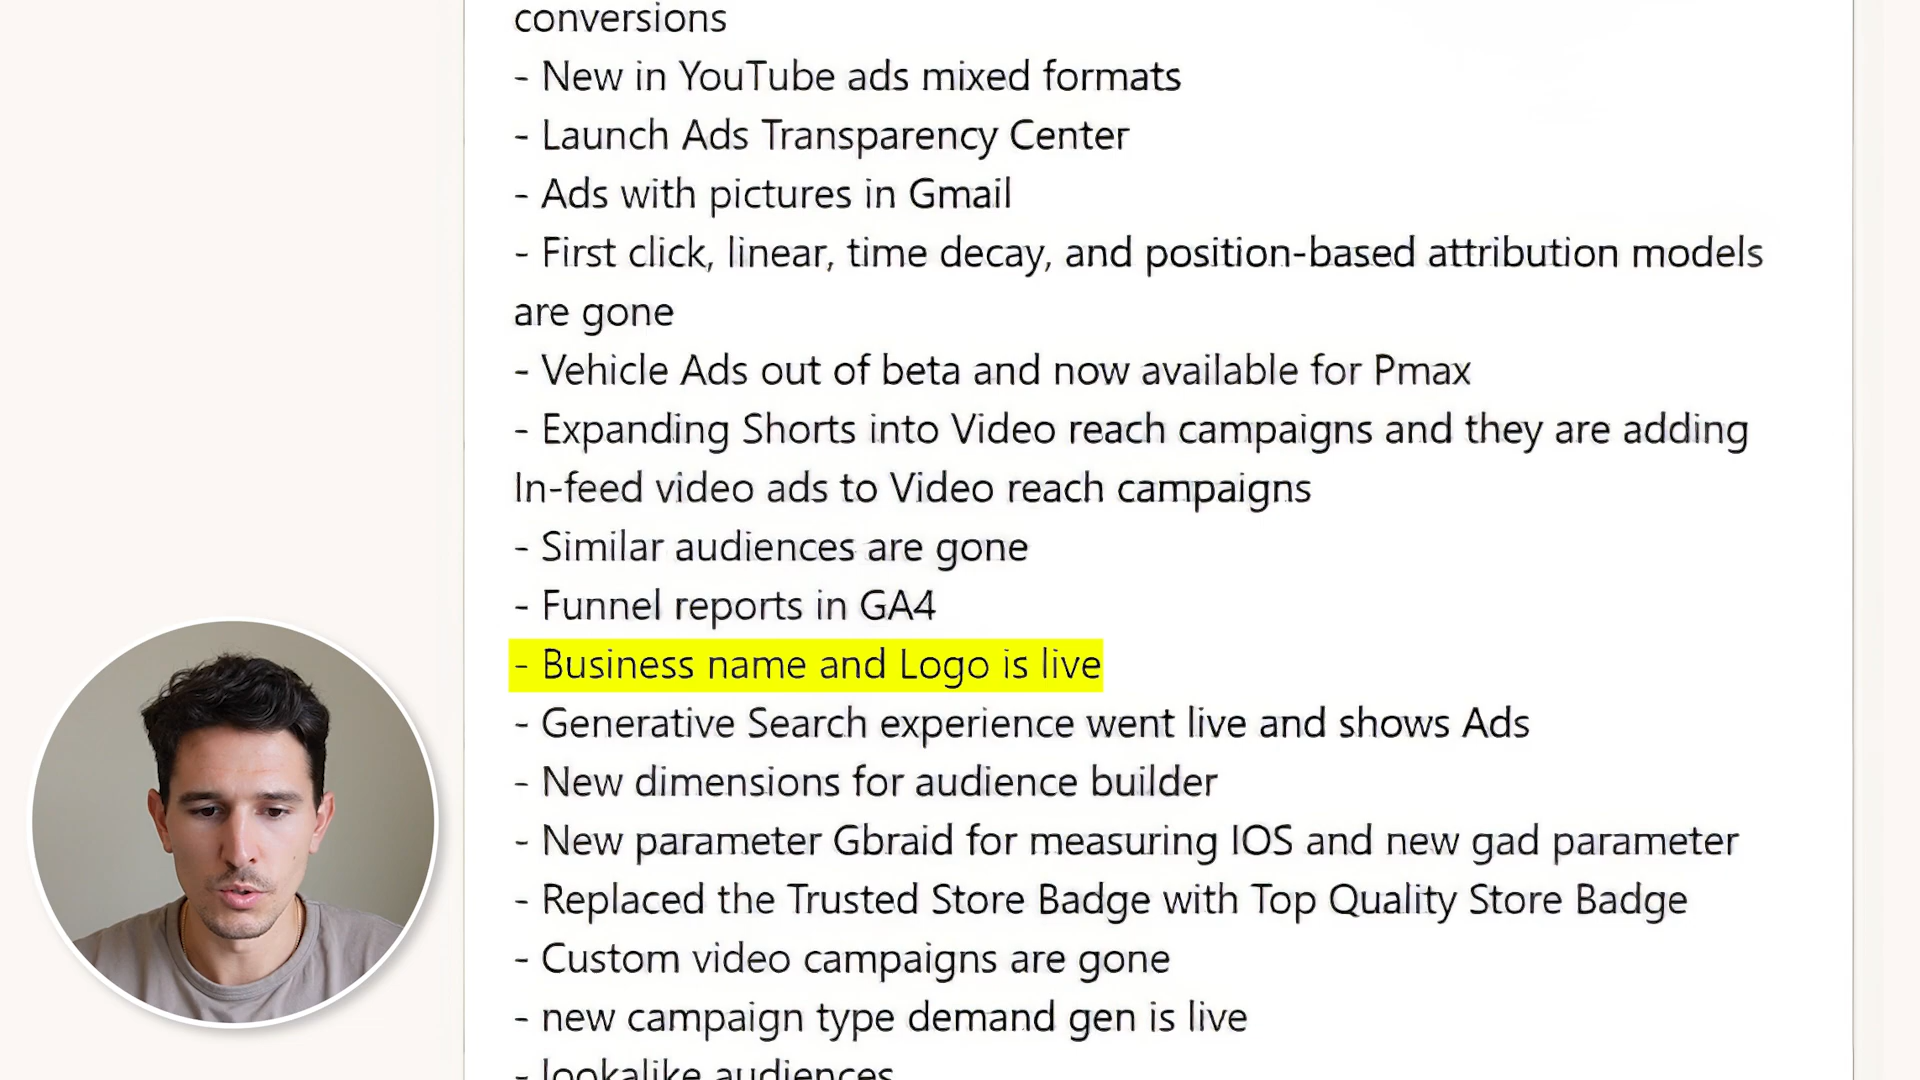 conversions
- New in YouTube ads mixed formats
- Launch Ads Transparency Center
- Ads with pictures in Gmail
- First click, linear, time decay, and position-based attribution models
are gone
- Vehicle Ads out of beta and now available for Pmax
- Expanding Shorts into Video reach campaigns and they are adding
In-feed video ads to Video reach campaigns
- Similar audiences are gone
- Funnel reports in GA4
- Business name and Logo is live
- Generative Search experience went live and shows Ads
- New dimensions for audience builder
- New parameter Gbraid for measuring IOS and new gad parameter
- Replaced the Trusted Store Badge with Top Quality Store Badge
- Custom video campaigns are gone
- new campaign type demand gen is live
- lookalike audiences